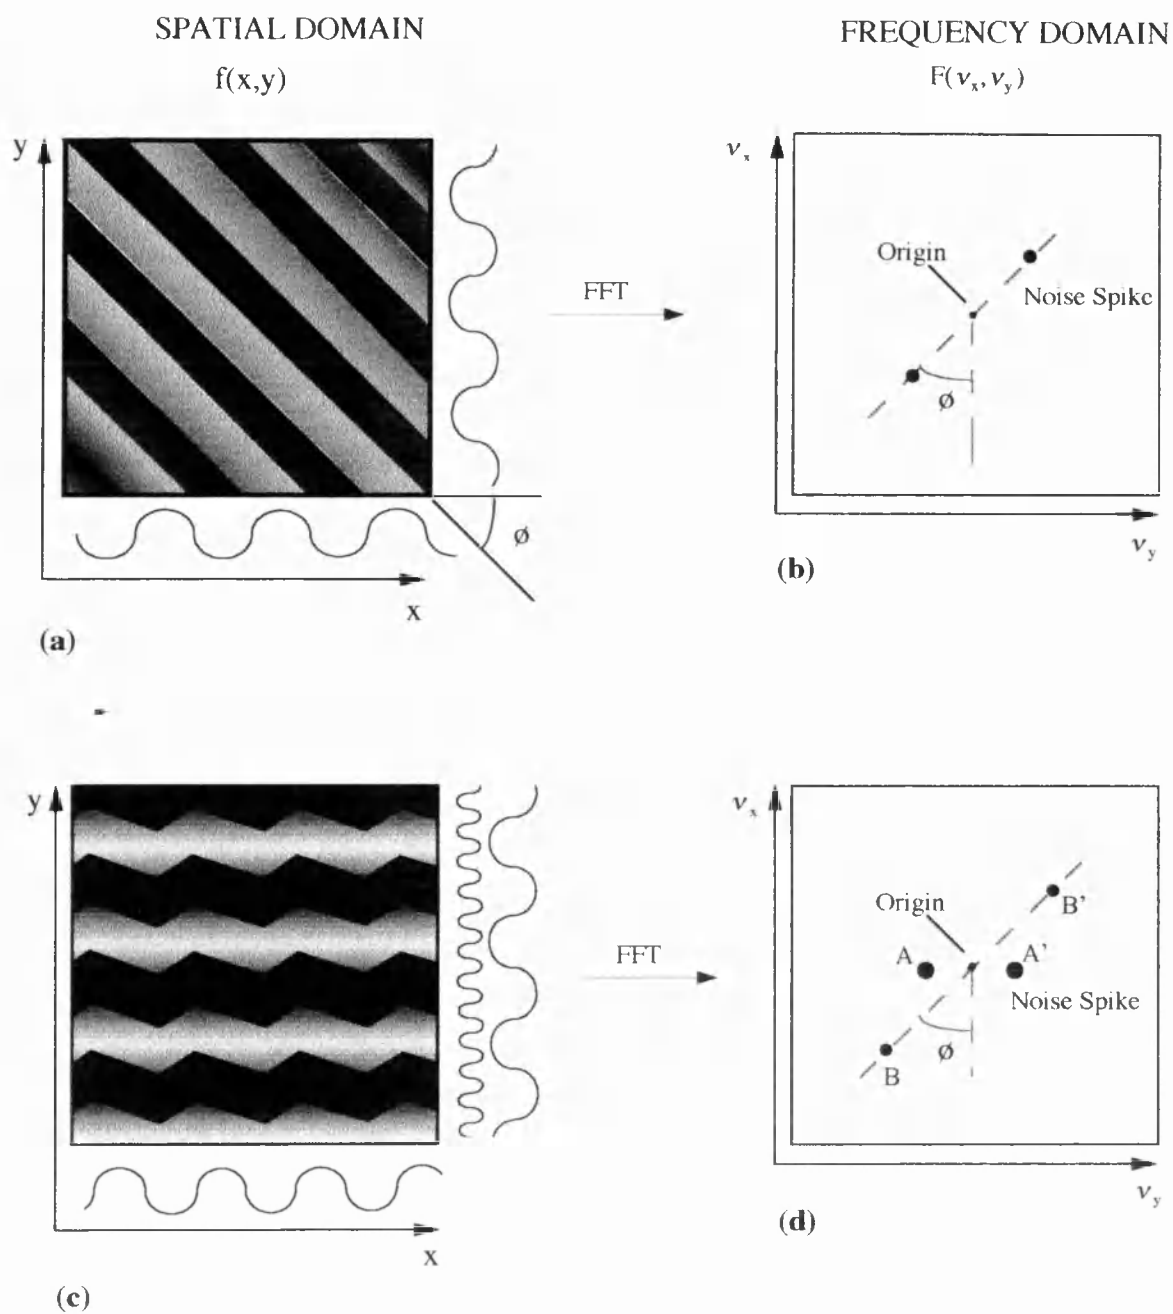 SPATIAL DOMAIN
f(x,y)
FREQUENCY DOMAIN
F(νx,νy)
y
x
ø
(a)
FFT
νx
Origin
Noise Spike
ø
νy
(b)
y
x
(c)
FFT
νx
Origin
B'
A
A'
Noise Spike
ø
B
νy
(d)